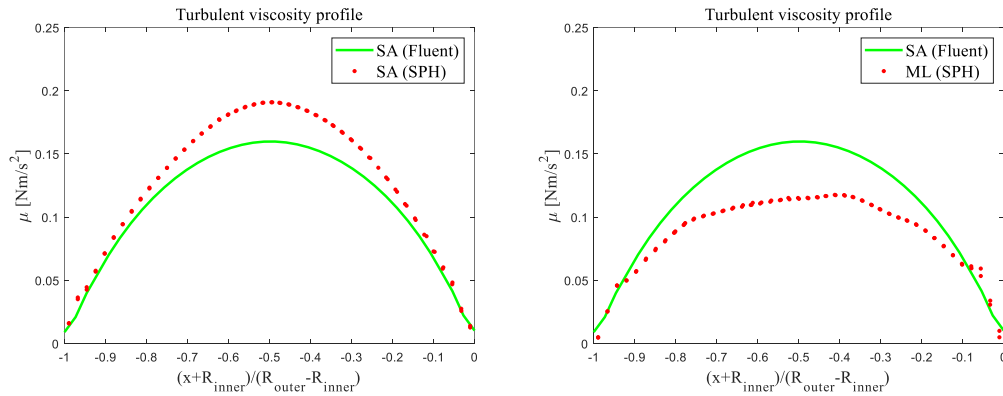 Turbulent viscosity profile
0.25
0.2
0.15
0.1
0.05
0
μ [Nm/s²]
SA (Fluent)
SA (SPH)
-1 -0.9 -0.8 -0.7 -0.6 -0.5 -0.4 -0.3 -0.2 -0.1 0
(x+R_inner)/(R_outer-R_inner)
Turbulent viscosity profile
0.25
0.2
0.15
0.1
0.05
0
μ [Nm/s²]
SA (Fluent)
ML (SPH)
-1 -0.9 -0.8 -0.7 -0.6 -0.5 -0.4 -0.3 -0.2 -0.1 0
(x+R_inner)/(R_outer-R_inner)